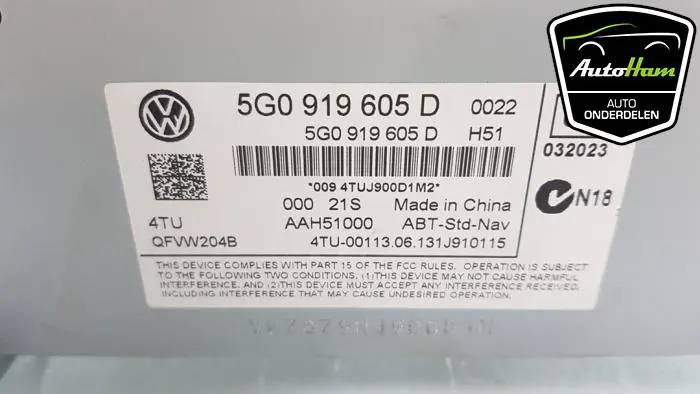 AutoHam
AUTO
ONDERDELEN
5G0 919 605 D 0022
5G0 919 605 D H51
032023
*009 4TUJ900D1M2*
N18
000 21S Made in China
4TU AAH51000 ABT-Std-Nav
QFVW204B 4TU-00113.06.131J910115
THIS DEVICE COMPLIES WITH PART 15 OF THE FCC RULES. OPERATION IS SUBJECT TO
THE FOLLOWING TWO CONDITIONS, (1)THIS DEVICE MAY NOT CAUSE HARMFUL
INTERFERENCE. AND (2)THIS DEVICE MUST ACCEPT ANY INTERFERENCE RECEIVED,
INCLUDING INTERFERENCE THAT MAY CAUSE UNDESIRED OPERATION.